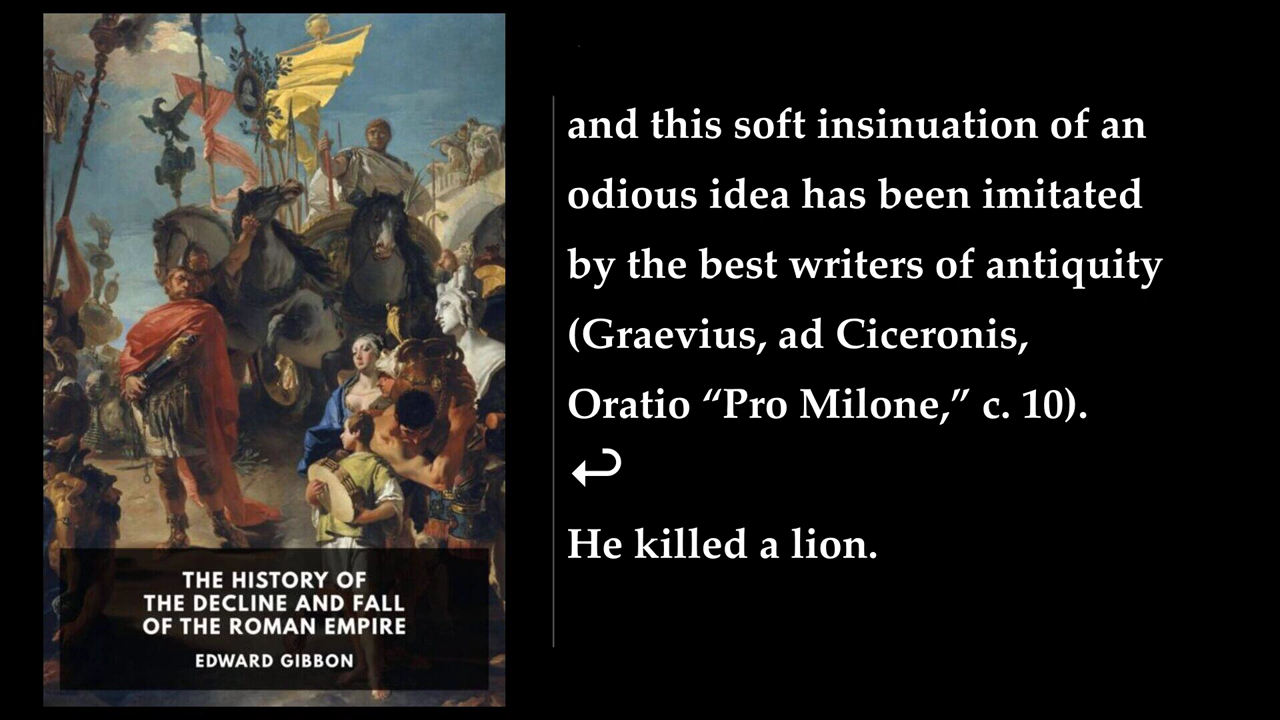 THE HISTORY OF
THE DECLINE AND FALL
OF THE ROMAN EMPIRE
EDWARD GIBBON
and this soft insinuation of an
odious idea has been imitated
by the best writers of antiquity
(Graevius, ad Ciceronis,
Oratio “Pro Milone,” c. 10).
↩
He killed a lion.